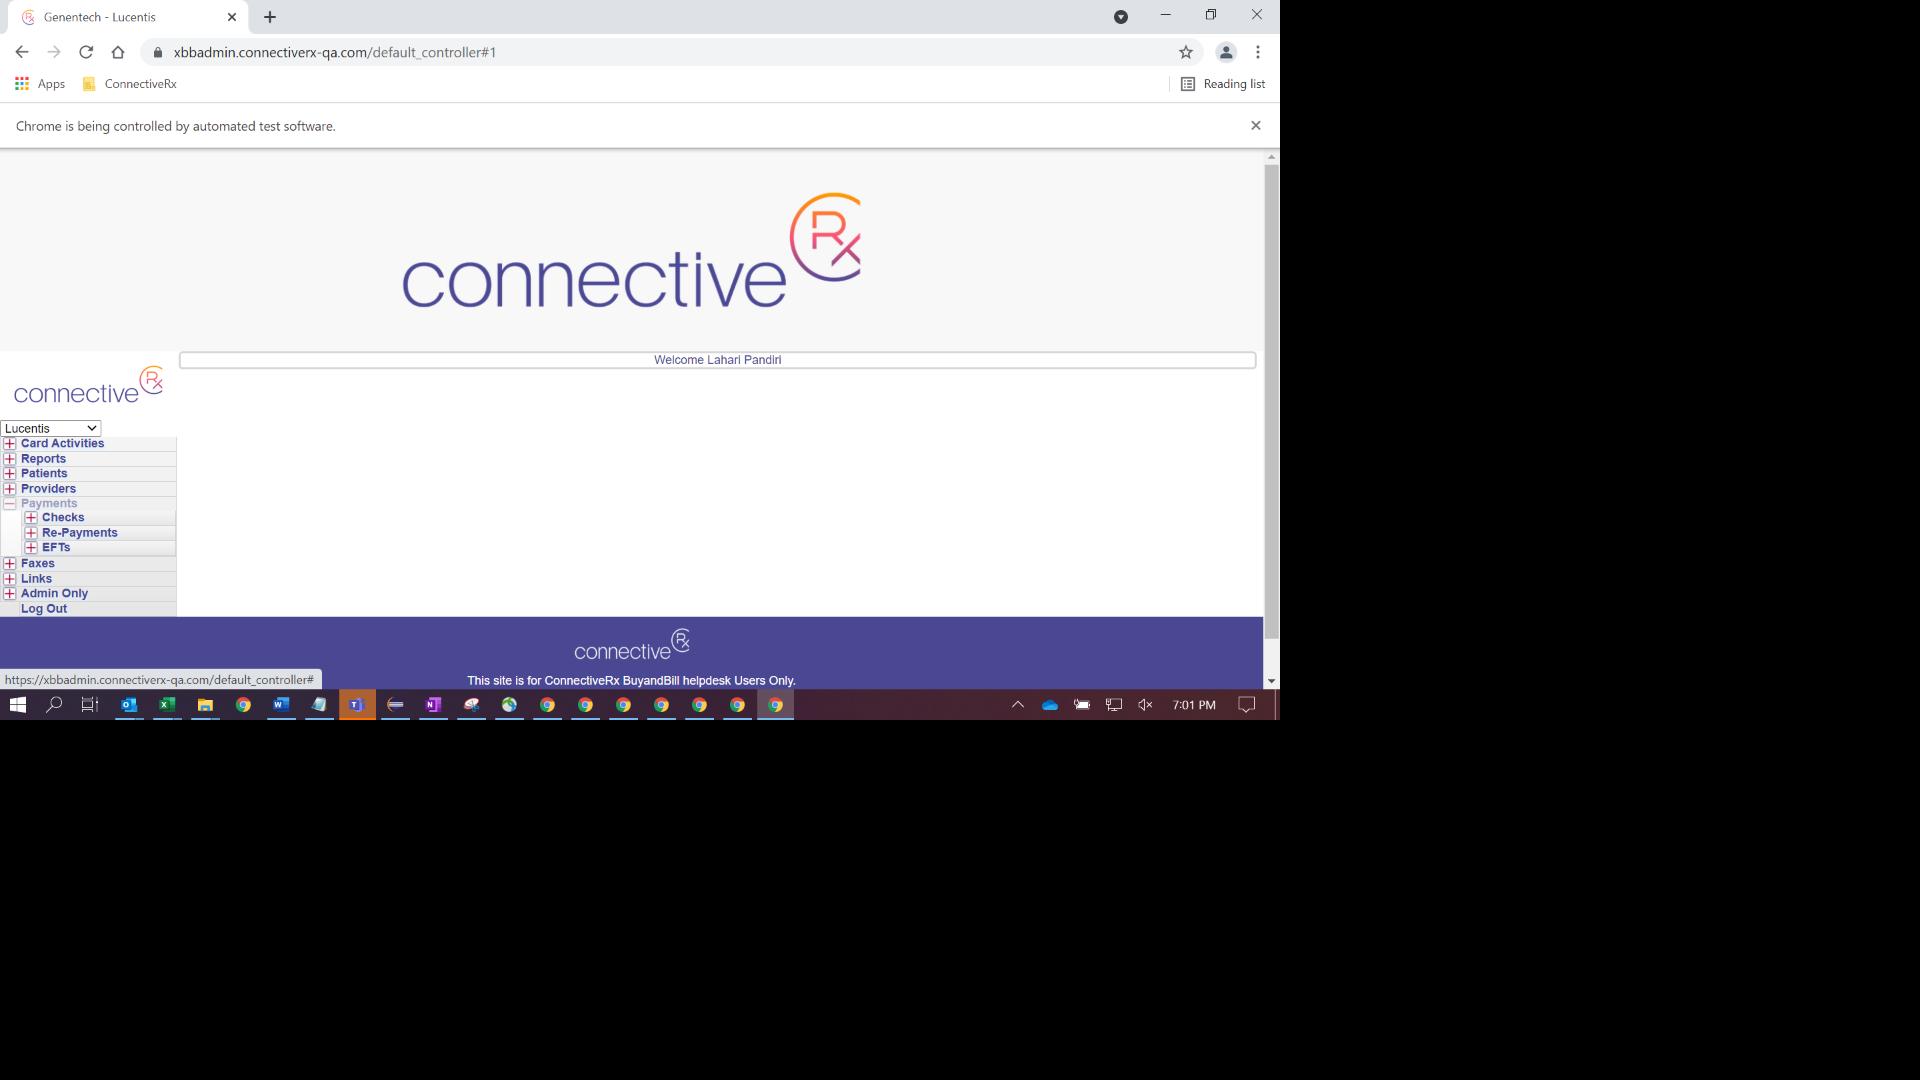 Genentech - Lucentis
xbbadmin.connectiverx-qa.com/default_controller#1
Apps
ConnectiveRx
Reading list
Chrome is being controlled by automated test software.
connective Rx
Welcome Lahari Pandiri
connective Rx
Lucentis
Card Activities
Reports
Patients
Providers
Payments
Checks
Re-Payments
EFTs
Faxes
Links
Admin Only
Log Out
connective Rx
https://xbbadmin.connectiverx-qa.com/default_controller#
This site is for ConnectiveRx BuyandBill helpdesk Users Only.
7:01 PM